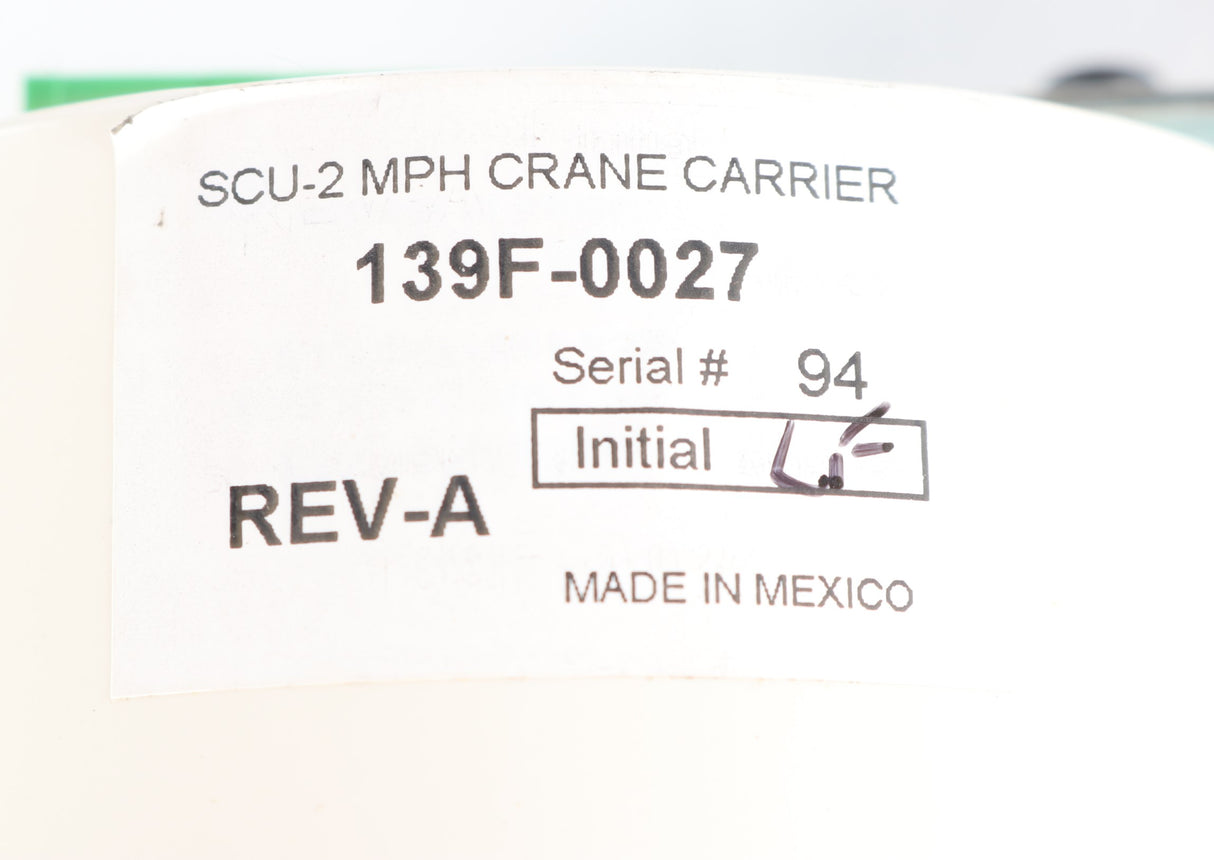 SCU-2 MPH CRANE CARRIER
139F-0027
Serial # 94
Initial
REV-A
MADE IN MEXICO